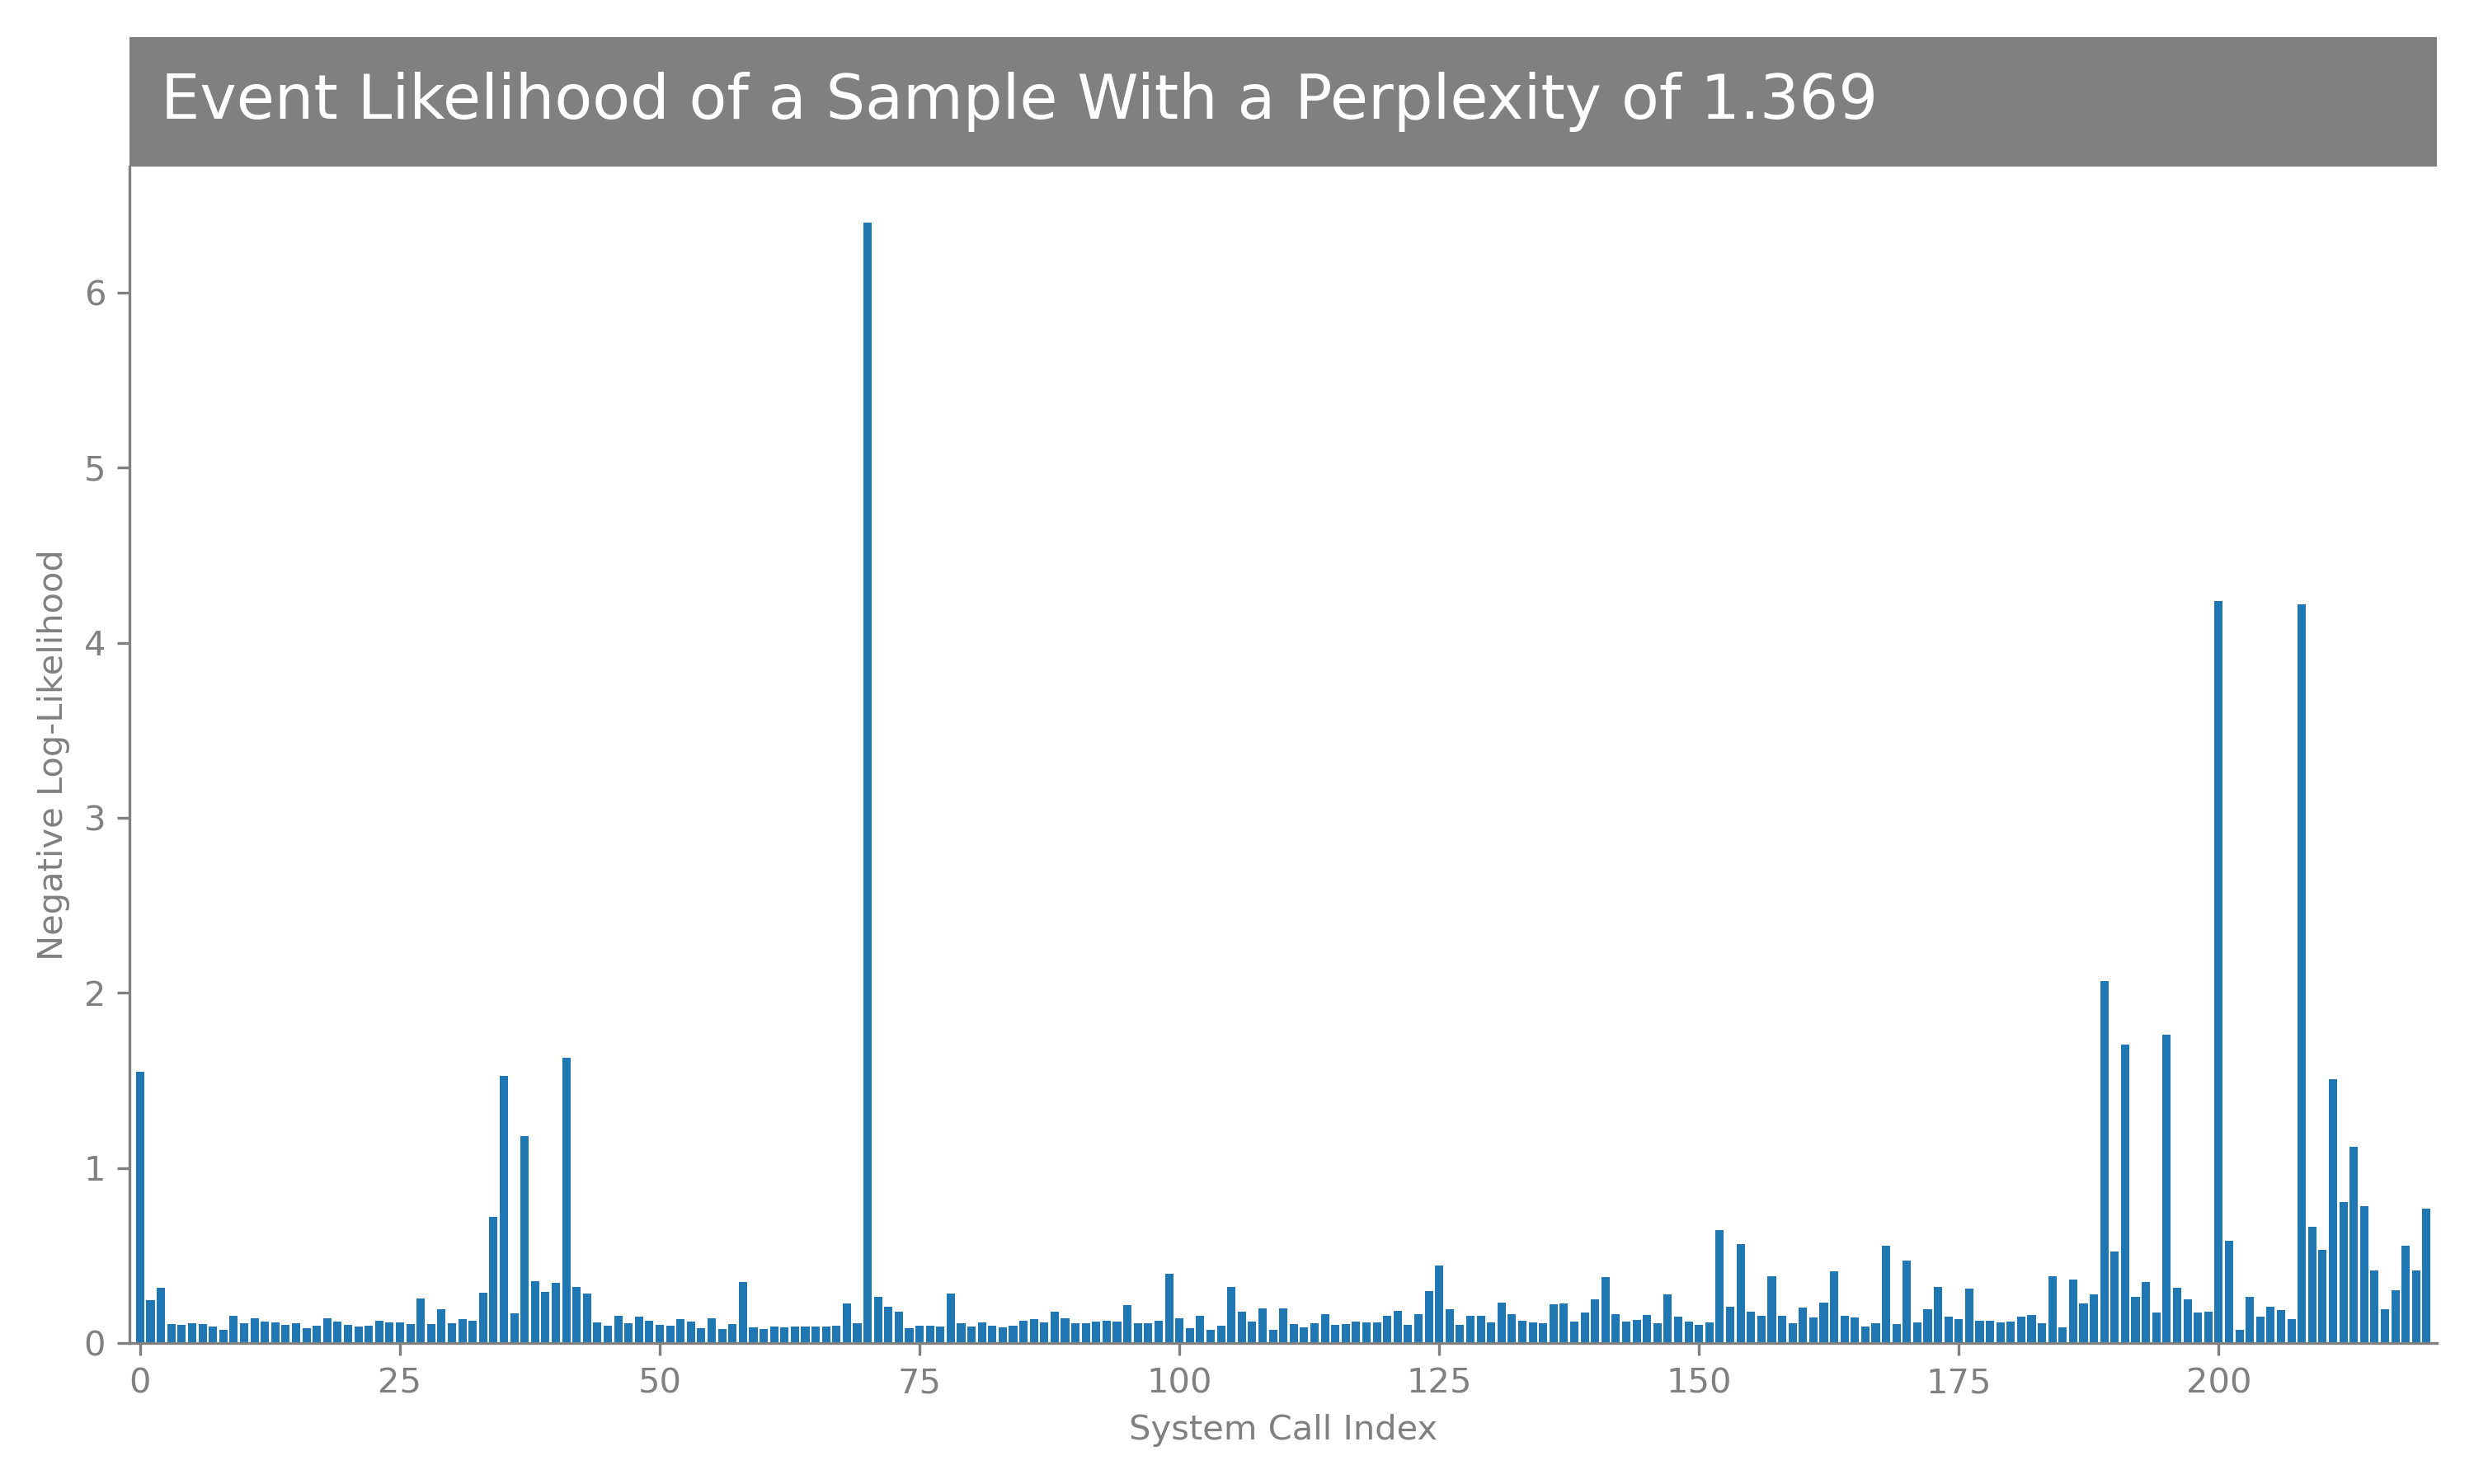 Event Likelihood of a Sample With a Perplexity of 1.369
6
5
4
3
2
1
0
Negative Log-Likelihood
0 25 50 75 100 125 150 175 200
System Call Index